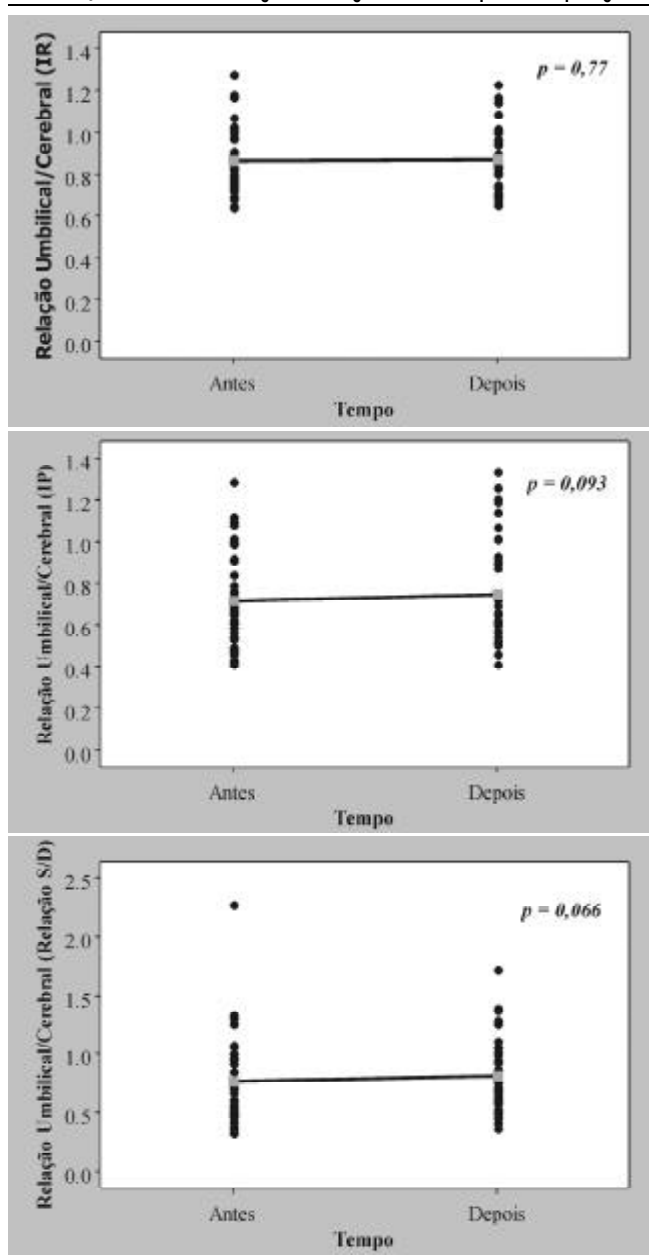 Relação Umbilical/Cerebral (IR)
p = 0,77
1.4
1.2
1.0
0.8
0.6
0.4
0.2
0.0
Antes Depois
Tempo
Relação Umbilical/Cerebral (IP)
p = 0,093
1.4
1.2
1.0
0.8
0.6
0.4
0.2
0.0
Antes Depois
Tempo
Relação Umbilical/Cerebral (Relação S/D)
p = 0,066
2.5
2.0
1.5
1.0
0.5
0.0
Antes Depois
Tempo